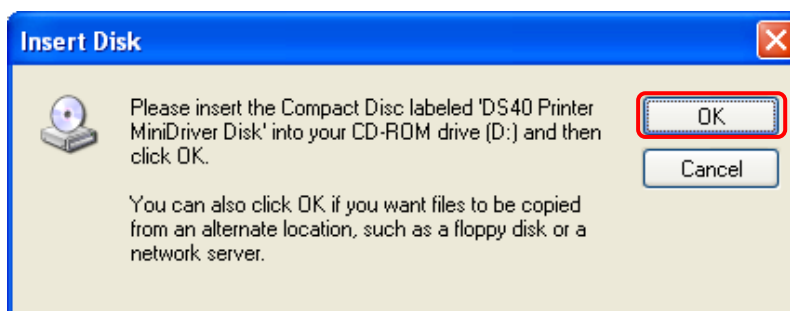 Insert Disk
Please insert the Compact Disc labeled 'DS40 Printer
MiniDriver Disk' into your CD-ROM drive (D:) and then
click OK.
You can also click OK if you want files to be copied
from an alternate location, such as a floppy disk or a
network server.
OK
Cancel